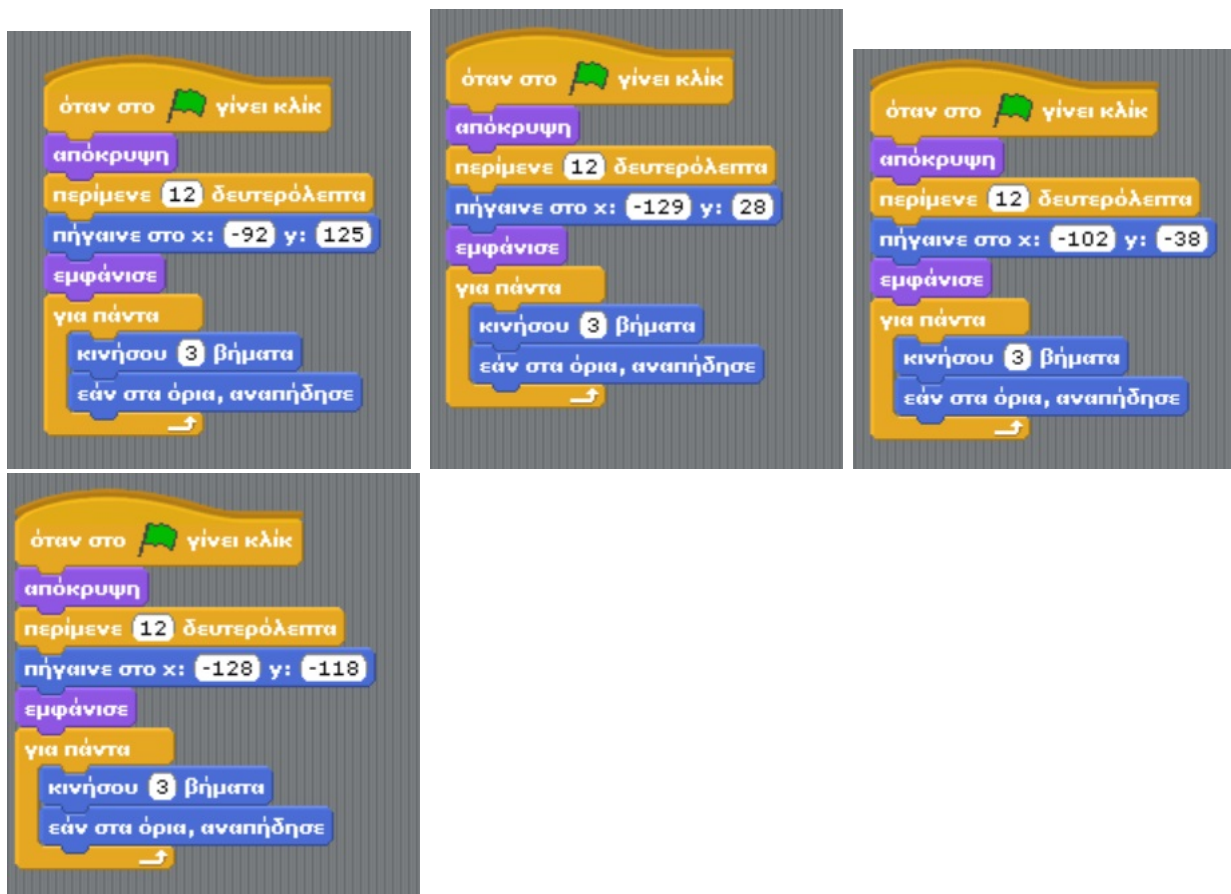 όταν στο γίνει κλίκ
απόκρυψη
περίμενε 12 δευτερόλεπτα
πήγαινε στο x: -92 y: 125
εμφάνισε
για πάντα
κινήσου 3 βήματα
εάν στα όρια, αναπήδησε
όταν στο γίνει κλίκ
απόκρυψη
περίμενε 12 δευτερόλεπτα
πήγαινε στο x: -129 y: 28
εμφάνισε
για πάντα
κινήσου 3 βήματα
εάν στα όρια, αναπήδησε
όταν στο γίνει κλίκ
απόκρυψη
περίμενε 12 δευτερόλεπτα
πήγαινε στο x: -102 y: -38
εμφάνισε
για πάντα
κινήσου 3 βήματα
εάν στα όρια, αναπήδησε
όταν στο γίνει κλίκ
απόκρυψη
περίμενε 12 δευτερόλεπτα
πήγαινε στο x: -128 y: -118
εμφάνισε
για πάντα
κινήσου 3 βήματα
εάν στα όρια, αναπήδησε